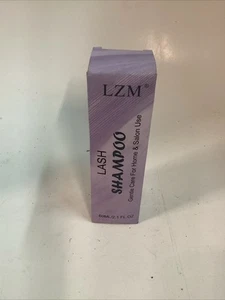 LZM®
LASH
SHAMPOO
Gentle Care For Home & Salon Use